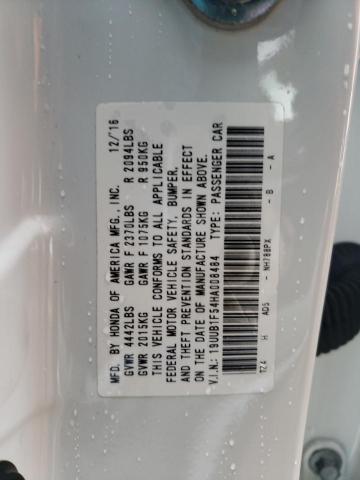 MFD. BY HONDA OF AMERICA MFG., INC. 12/16
GVWR 4442LBS GAWR F 2370LBS R 2094LBS
GVWR 2015KG GAWR F 1075KG R 950KG
THIS VEHICLE CONFORMS TO ALL APPLICABLE
FEDERAL MOTOR VEHICLE SAFETY, BUMPER,
AND THEFT PREVENTION STANDARDS IN EFFECT
ON THE DATE OF MANUFACTURE SHOWN ABOVE.
V.I.N.: 19UUB1F54HA008484 TYPE: PASSENGER CAR
TZ4 H AD5 - NH788PX - B - A